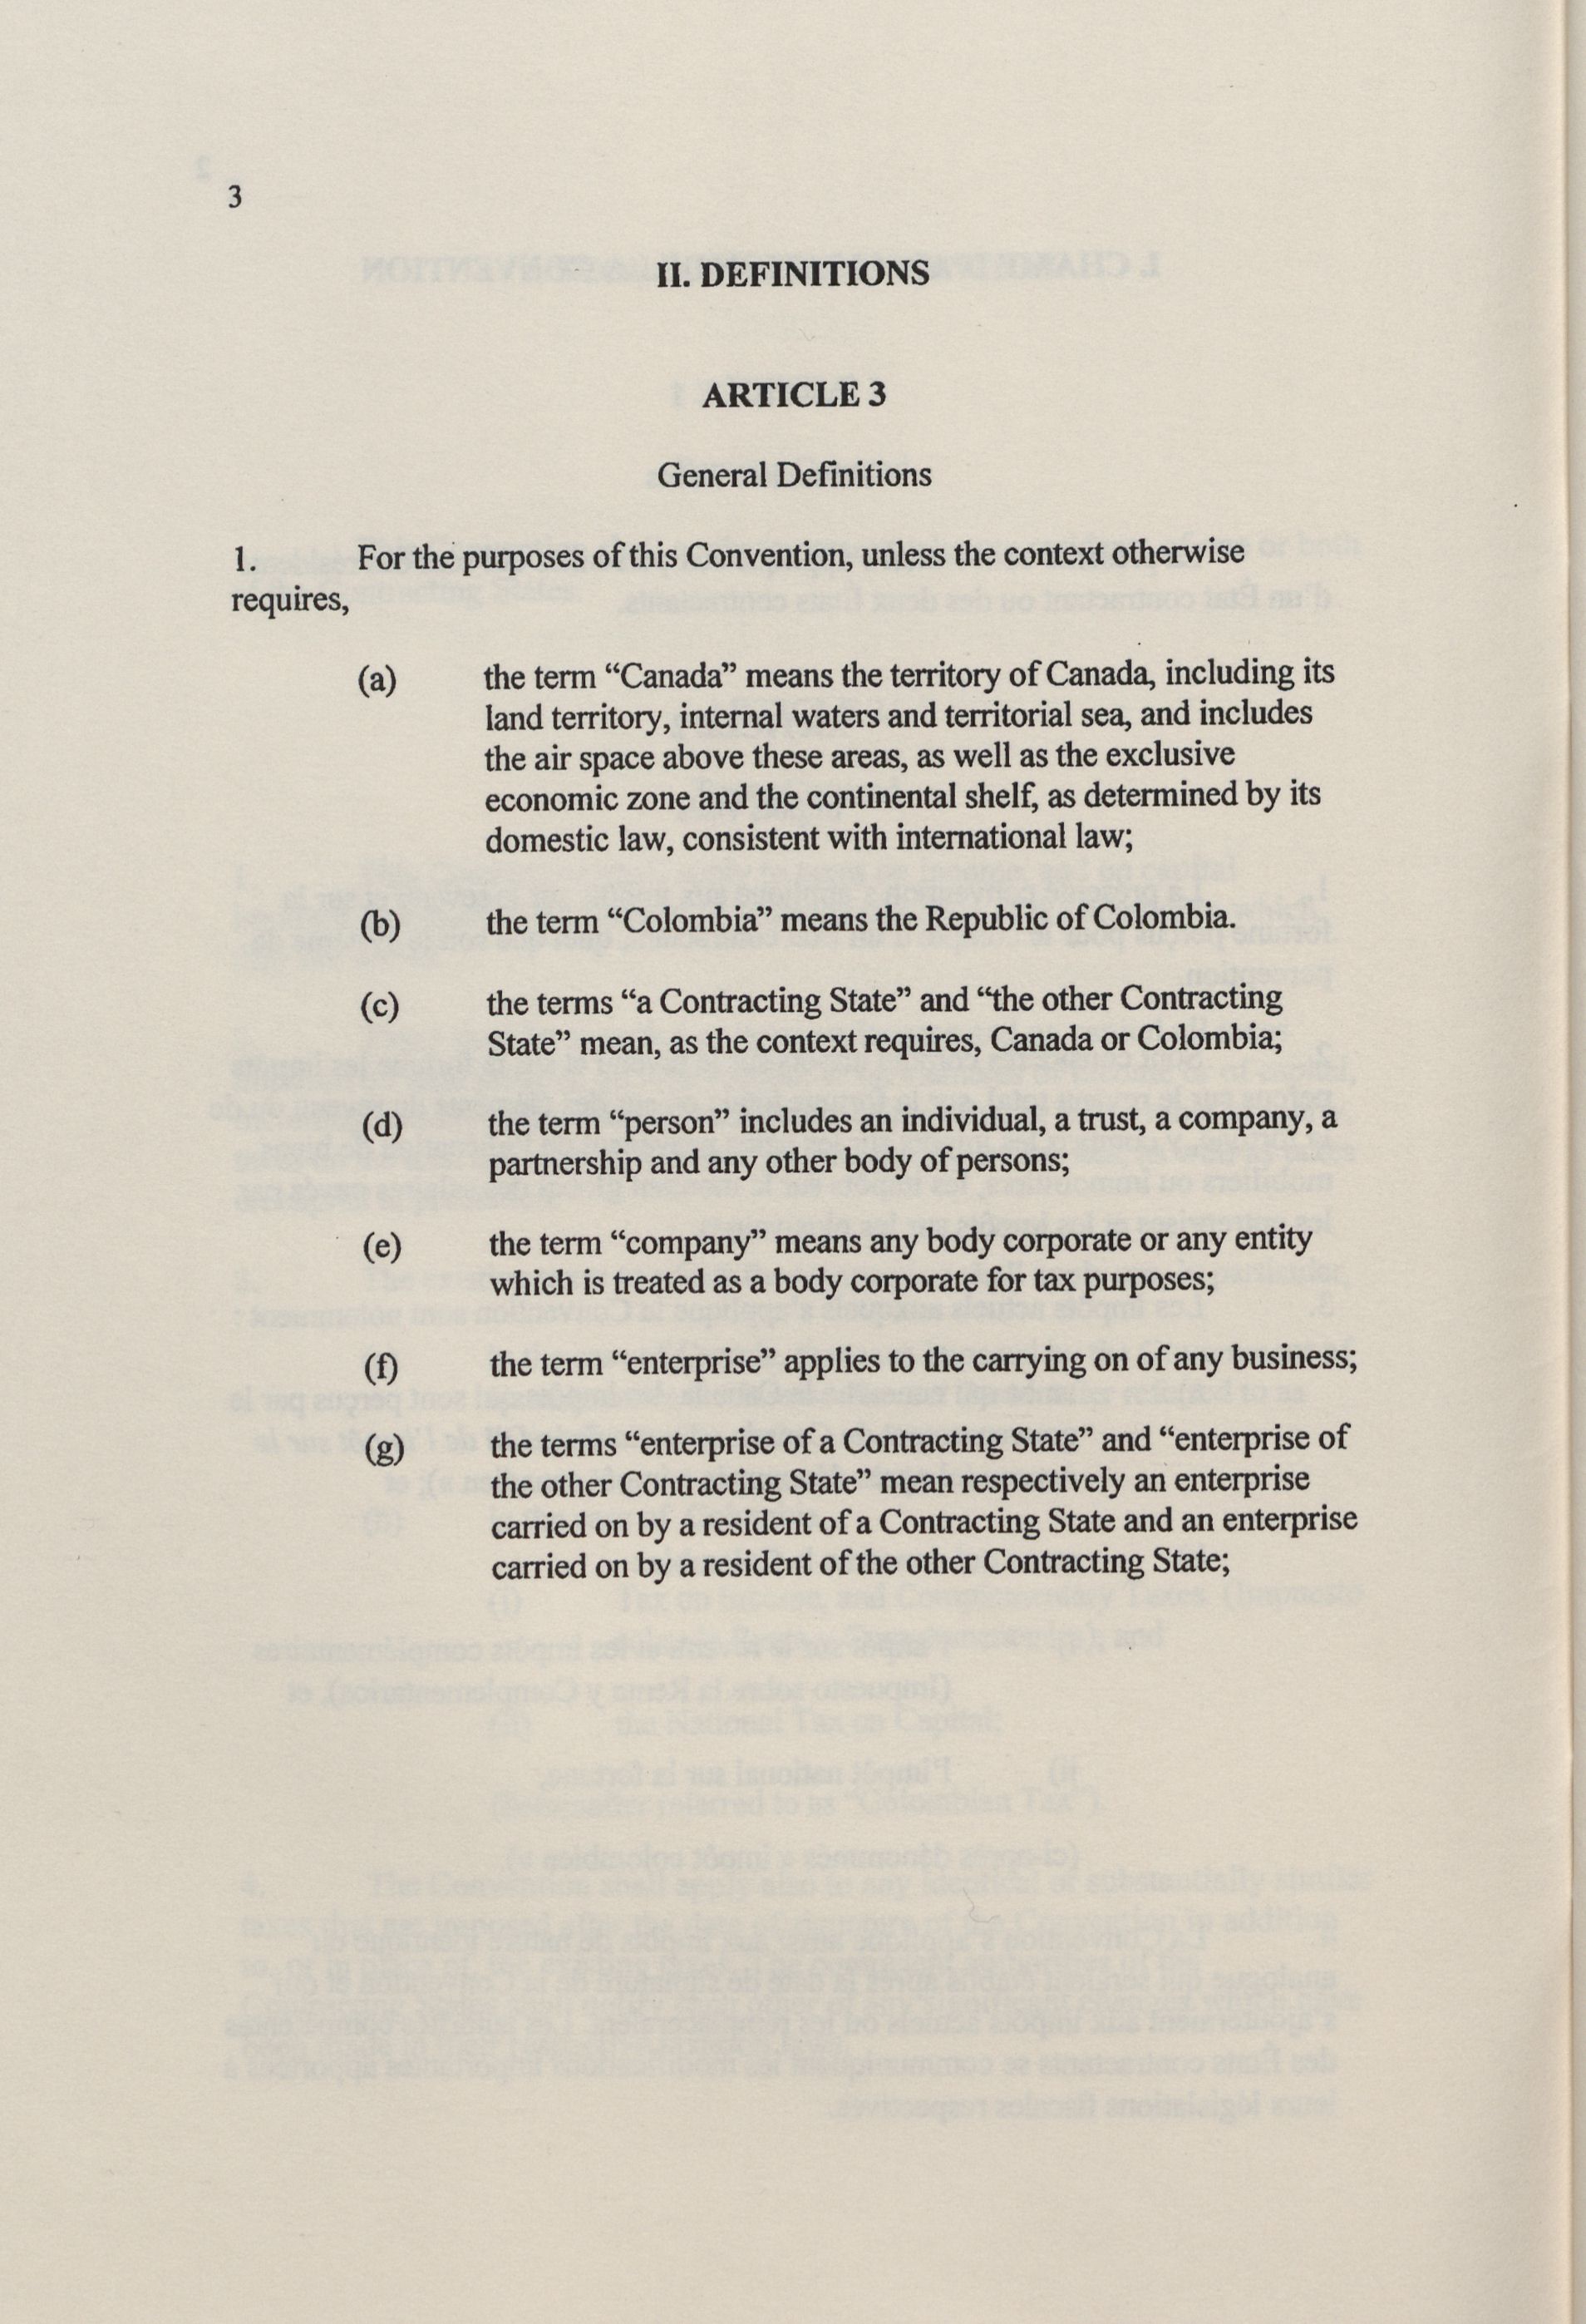 3
II. DEFINITIONS
ARTICLE 3
General Definitions
1. For the purposes of this Convention, unless the context otherwise
requires,
(a) the term “Canada” means the territory of Canada, including its
land territory, internal waters and territorial sea, and includes
the air space above these areas, as well as the exclusive
economic zone and the continental shelf, as determined by its
domestic law, consistent with international law;
(b) the term “Colombia” means the Republic of Colombia.
(c) the terms “a Contracting State” and “the other Contracting
State” mean, as the context requires, Canada or Colombia;
(d) the term “person” includes an individual, a trust, a company, a
partnership and any other body of persons;
(e) the term “company” means any body corporate or any entity
which is treated as a body corporate for tax purposes;
(f) the term “enterprise” applies to the carrying on of any business;
(g) the terms “enterprise of a Contracting State” and “enterprise of
the other Contracting State” mean respectively an enterprise
carried on by a resident of a Contracting State and an enterprise
carried on by a resident of the other Contracting State;